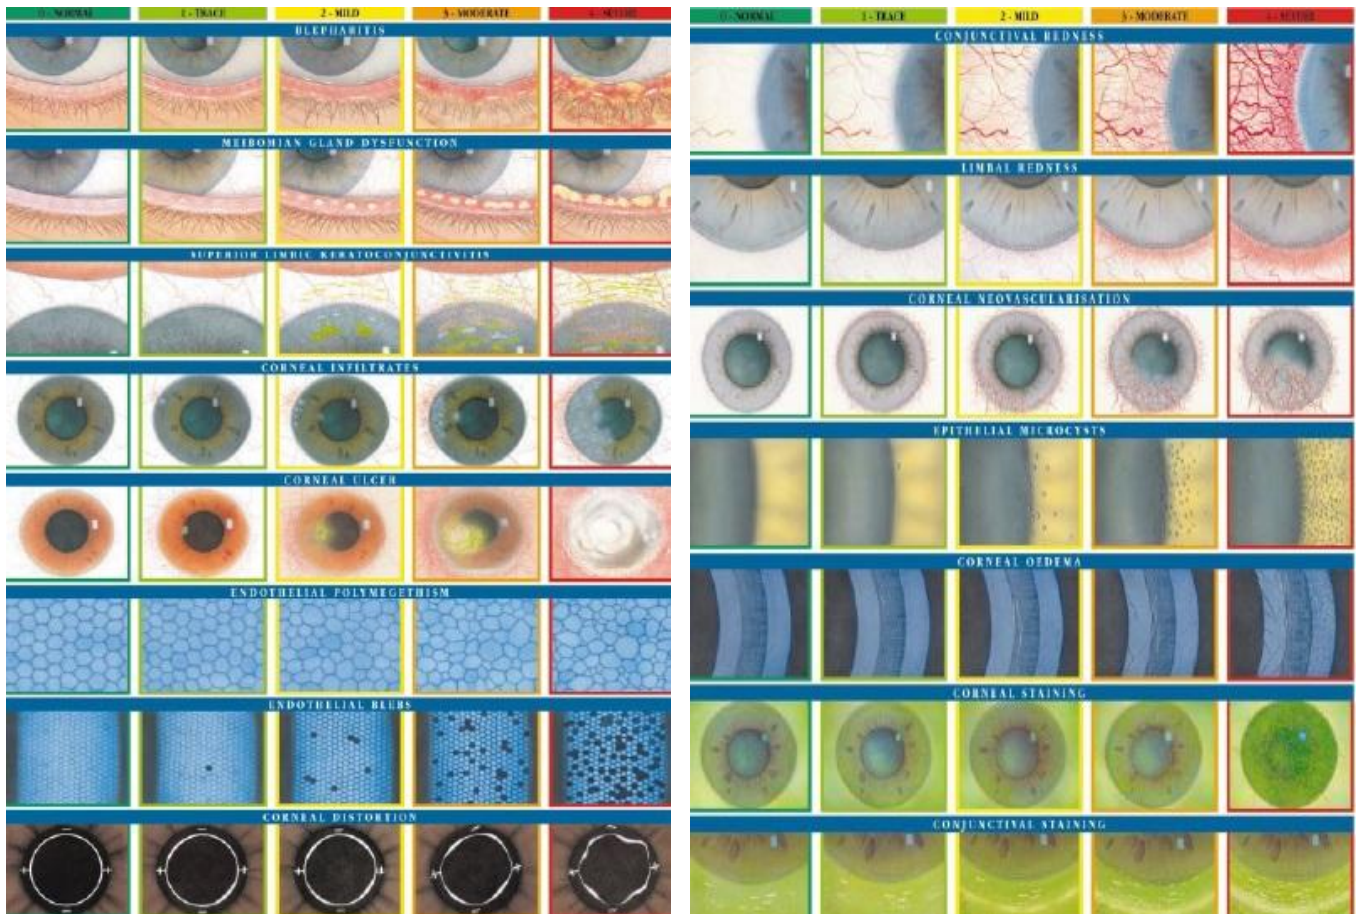 0 - NORMAL 1 - TRACE 2 - MILD 3 - MODERATE 4 - SEVERE
BLEPHARITIS
MEIBOMIAN GLAND DYSFUNCTION
SUPERIOR LIMBIC KERATOCONJUNCTIVITIS
CORNEAL INFILTRATES
CORNEAL ULCER
ENDOTHELIAL POLYMEGETHISM
ENDOTHELIAL BLEBS
CORNEAL DISTORTION
0 - NORMAL 1 - TRACE 2 - MILD 3 - MODERATE 4 - SEVERE
CONJUNCTIVAL REDNESS
LIMBAL REDNESS
CORNEAL NEOVASCULARISATION
EPITHELIAL MICROCYSTS
CORNEAL OEDEMA
CORNEAL STAINING
CONJUNCTIVAL STAINING